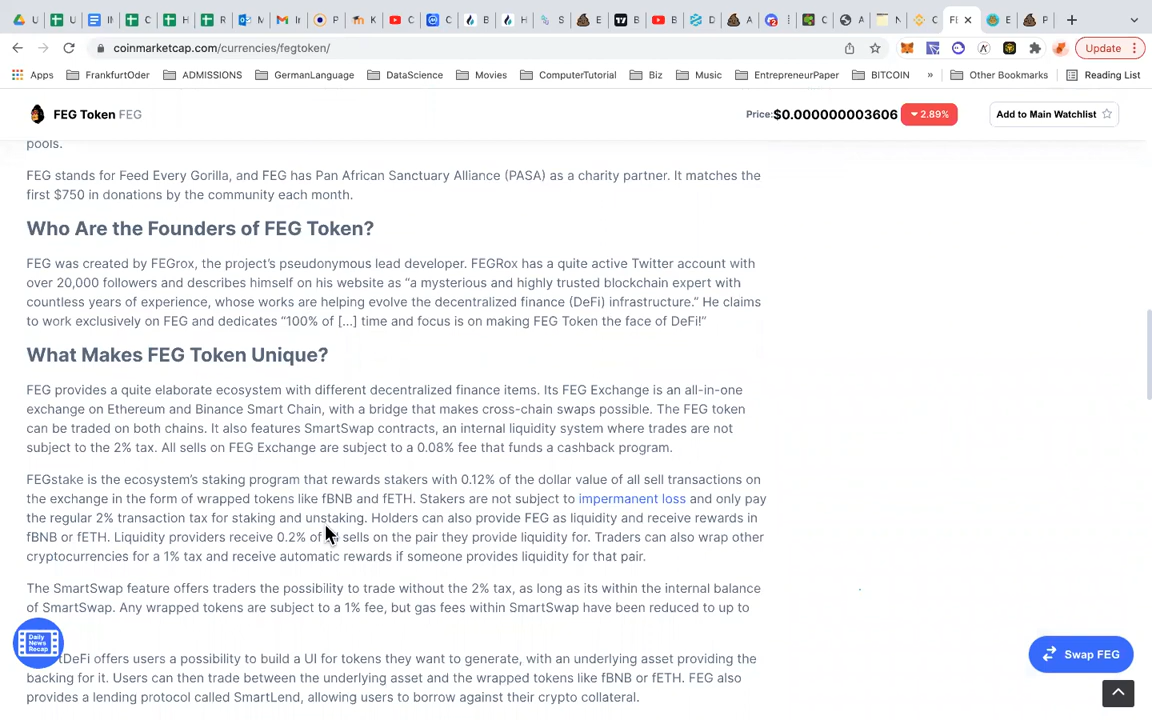 U
M
In
P
K
C
C
B
H
S
E
B
B
D
A
C
A
N
C
FE
E
P
coinmarketcap.com/currencies/fegtoken/
Update
Apps
FrankfurtOder
ADMISSIONS
GermanLanguage
DataScience
Movies
ComputerTutorial
Biz
Music
EntrepreneurPaper
BITCOIN
»
Other Bookmarks
Reading List
FEG Token FEG
Price:$0.000000003606
2.89%
Add to Main Watchlist
pools.
FEG stands for Feed Every Gorilla, and FEG has Pan African Sanctuary Alliance (PASA) as a charity partner. It matches the
first $750 in donations by the community each month.
Who Are the Founders of FEG Token?
FEG was created by FEGrox, the project's pseudonymous lead developer. FEGRox has a quite active Twitter account with
over 20,000 followers and describes himself on his website as “a mysterious and highly trusted blockchain expert with
countless years of experience, whose works are helping evolve the decentralized finance (DeFi) infrastructure.” He claims
to work exclusively on FEG and dedicates “100% of [...] time and focus is on making FEG Token the face of DeFi!”
What Makes FEG Token Unique?
FEG provides a quite elaborate ecosystem with different decentralized finance items. Its FEG Exchange is an all-in-one
exchange on Ethereum and Binance Smart Chain, with a bridge that makes cross-chain swaps possible. The FEG token
can be traded on both chains. It also features SmartSwap contracts, an internal liquidity system where trades are not
subject to the 2% tax. All sells on FEG Exchange are subject to a 0.08% fee that funds a cashback program.
FEGstake is the ecosystem's staking program that rewards stakers with 0.12% of the dollar value of all sell transactions on
the exchange in the form of wrapped tokens like fBNB and fETH. Stakers are not subject to impermanent loss and only pay
the regular 2% transaction tax for staking and unstaking. Holders can also provide FEG as liquidity and receive rewards in
fBNB or fETH. Liquidity providers receive 0.2% of sells on the pair they provide liquidity for. Traders can also wrap other
cryptocurrencies for a 1% tax and receive automatic rewards if someone provides liquidity for that pair.
The SmartSwap feature offers traders the possibility to trade without the 2% tax, as long as its within the internal balance
of SmartSwap. Any wrapped tokens are subject to a 1% fee, but gas fees within SmartSwap have been reduced to up to
Daily
News
Recap
tDeFi offers users a possibility to build a UI for tokens they want to generate, with an underlying asset providing the
backing for it. Users can then trade between the underlying asset and the wrapped tokens like fBNB or fETH. FEG also
provides a lending protocol called SmartLend, allowing users to borrow against their crypto collateral.
Swap FEG